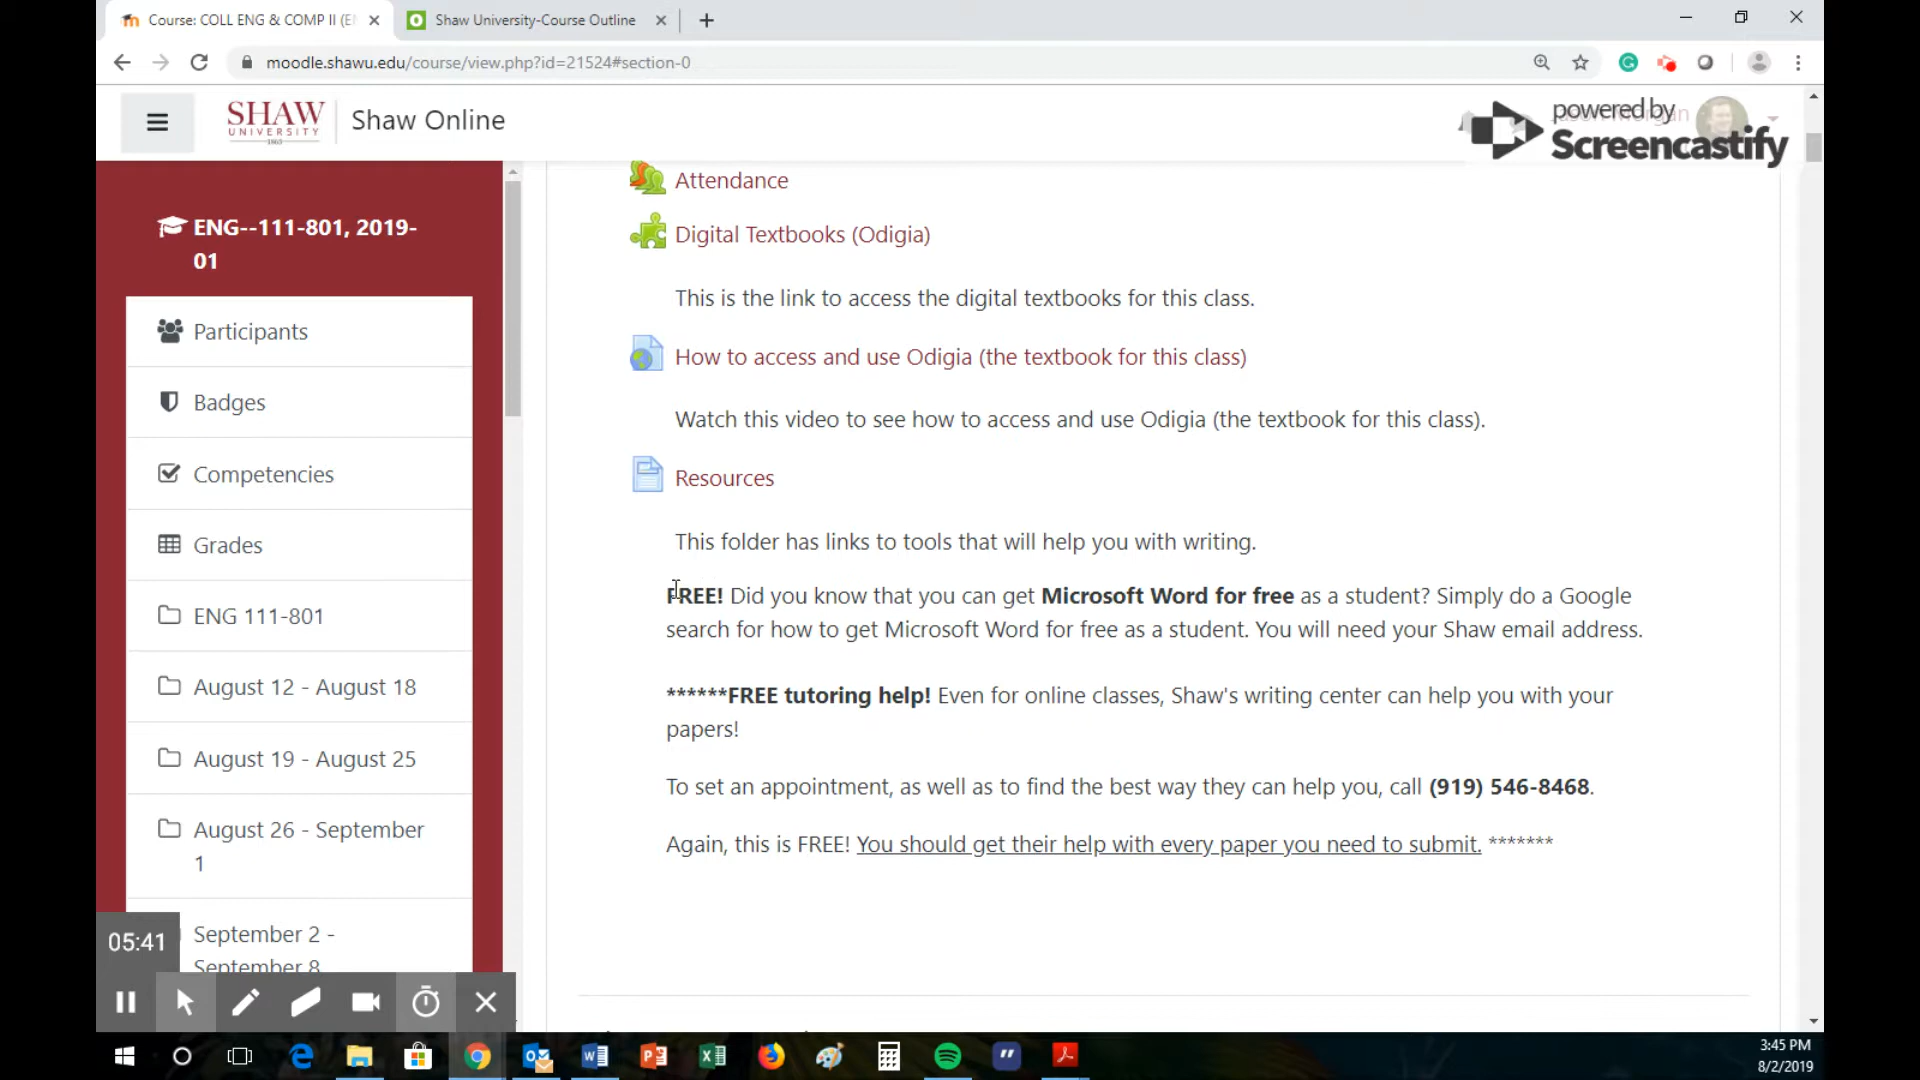 Course: COLL ENG & COMP II (E
Shaw University-Course Outline
moodle.shawu.edu/course/view.php?id=21524#section-0
SHAW
UNIVERSITY
1865
Shaw Online
powered by
Screencastify
ENG--111-801, 2019-
01
Participants
Badges
Competencies
Grades
ENG 111-801
August 12 - August 18
August 19 - August 25
August 26 - September
1
September 2 -
September 8
Attendance
Digital Textbooks (Odigia)
This is the link to access the digital textbooks for this class.
How to access and use Odigia (the textbook for this class)
Watch this video to see how to access and use Odigia (the textbook for this class).
Resources
This folder has links to tools that will help you with writing.
FREE! Did you know that you can get Microsoft Word for free as a student? Simply do a Google
search for how to get Microsoft Word for free as a student. You will need your Shaw email address.
******FREE tutoring help! Even for online classes, Shaw's writing center can help you with your
papers!
To set an appointment, as well as to find the best way they can help you, call (919) 546-8468.
Again, this is FREE! You should get their help with every paper you need to submit. *******
05:41
3:45 PM
8/2/2019